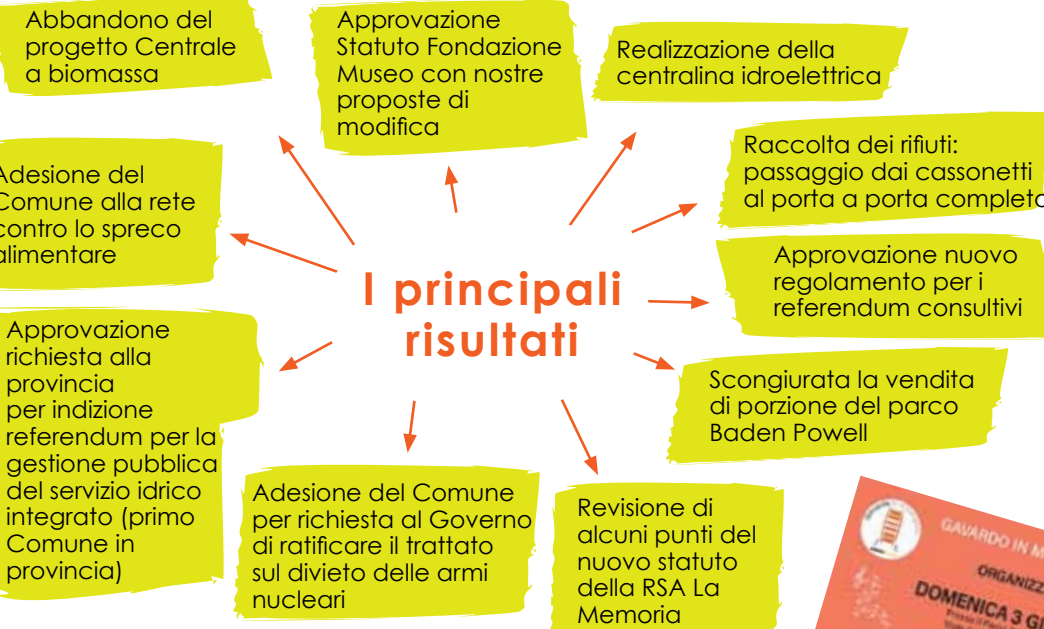 Abbandono del
progetto Centrale
a biomassa
Approvazione
Statuto Fondazione
Museo con nostre
proposte di
modifica
Realizzazione della
centralina idroelettrica
Adesione del
Comune alla rete
contro lo spreco
alimentare
Raccolta dei rifiuti:
passaggio dai cassonetti
al porta a porta completo
I principali
risultati
Approvazione nuovo
regolamento per i
referendum consultivi
Approvazione
richiesta alla
provincia
per indizione
referendum per la
gestione pubblica
del servizio idrico
integrato (primo
Comune in
provincia)
Scongiurata la vendita
di porzione del parco
Baden Powell
Adesione del Comune
per richiesta al Governo
di ratificare il trattato
sul divieto delle armi
nucleari
Revisione di
alcuni punti del
nuovo statuto
della RSA La
Memoria
GAVARDO IN M
ORGANIZZ
DOMENICA 3 GI